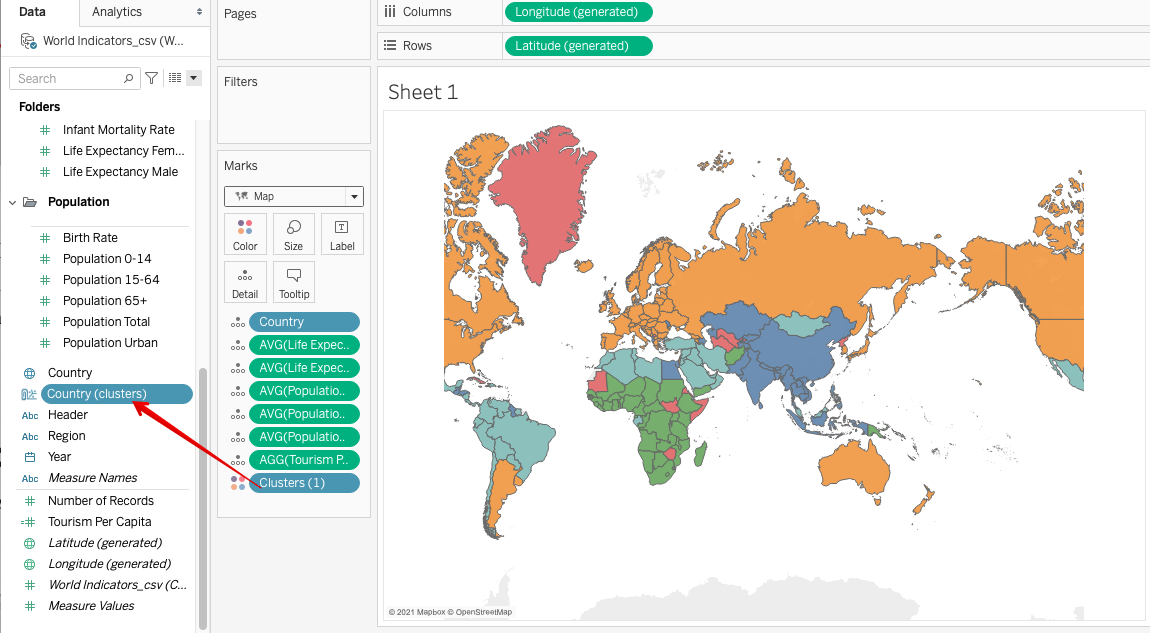 Data
Analytics
World Indicators_csv (W...
Search
Folders
Infant Mortality Rate
Life Expectancy Fem...
Life Expectancy Male
Population
Birth Rate
Population 0-14
Population 15-64
Population 65+
Population Total
Population Urban
Country
Country (clusters)
Abc Header
Abc Region
Year
Abc Measure Names
Number of Records
Tourism Per Capita
Latitude (generated)
Longitude (generated)
World Indicators_csv (C...
Measure Values
Pages
Filters
Marks
Map
Color
Size
T
Label
Detail
Tooltip
Country
AVG(Life Expec..
AVG(Life Expec..
AVG(Populatio..
AVG(Populatio..
AVG(Populatio..
AGG(Tourism P..
Clusters (1)
Columns
Longitude (generated)
Rows
Latitude (generated)
Sheet 1
© 2021 Mapbox © OpenStreetMap